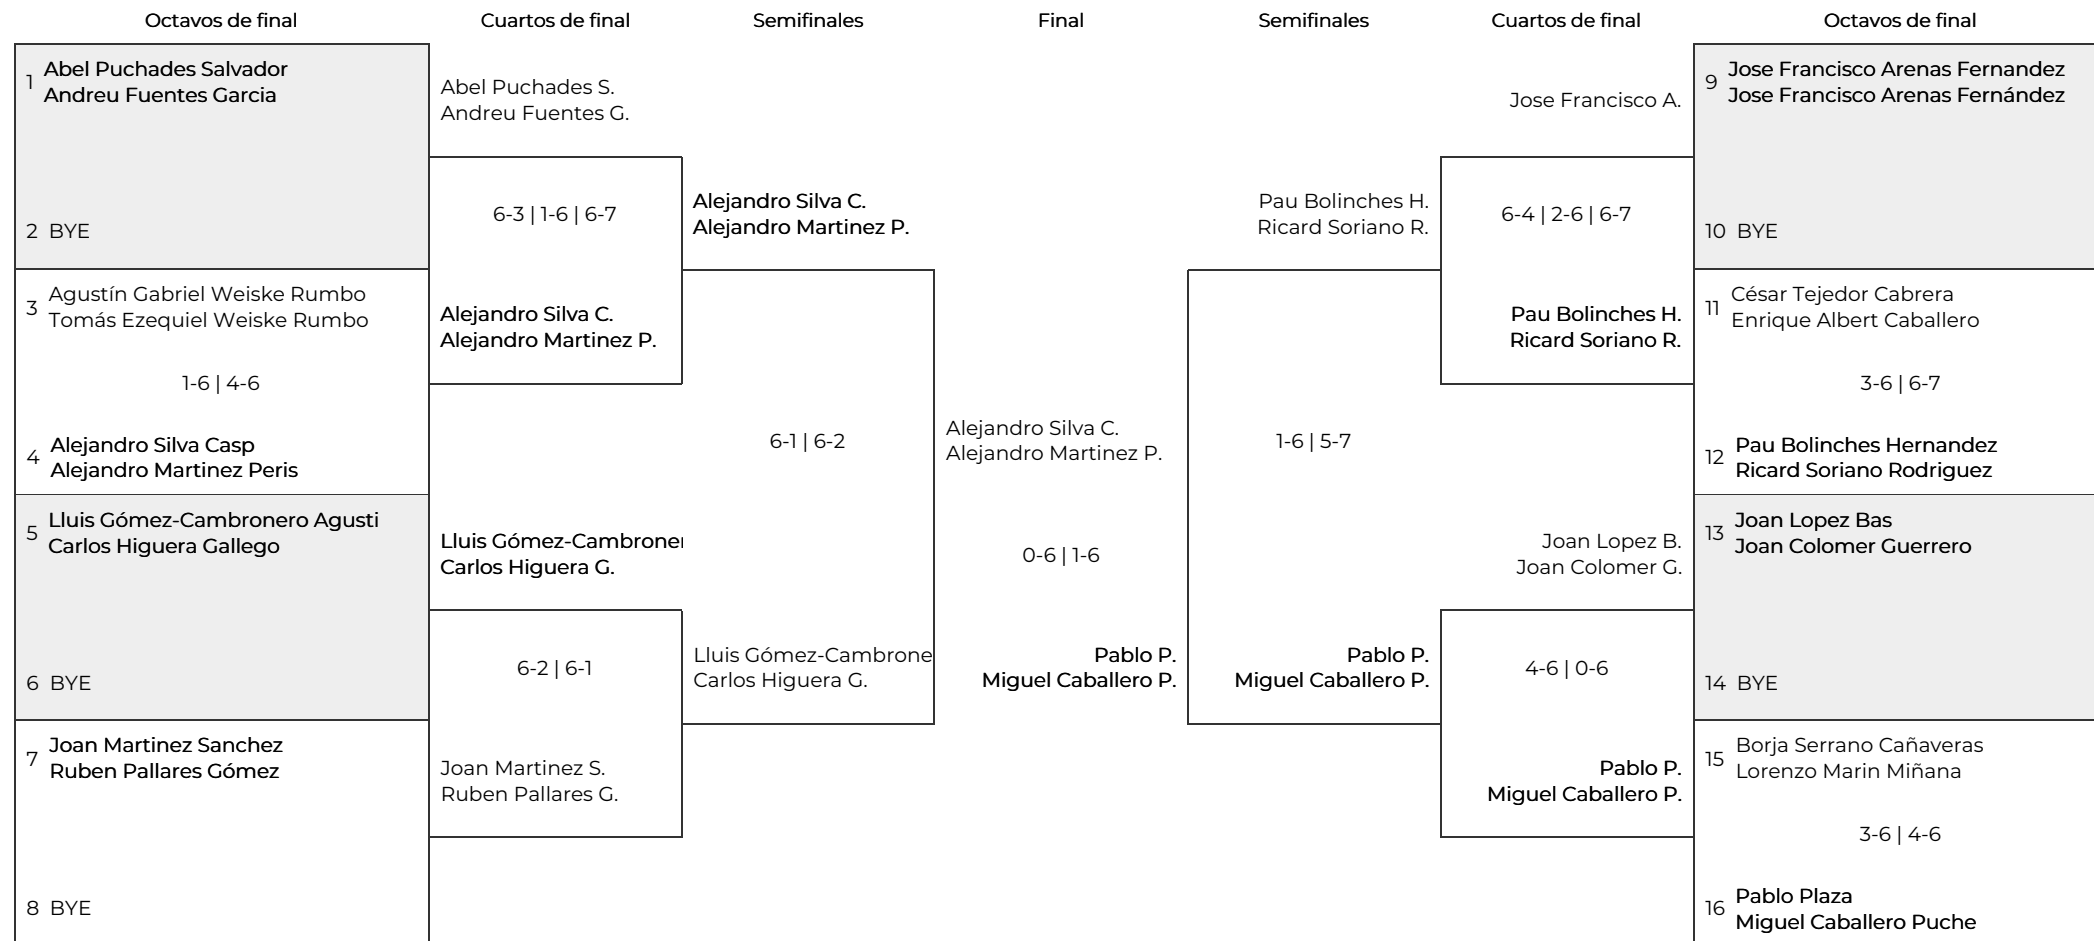 Octavos de final
Cuartos de final
Semifinales
Final
Semifinales
Cuartos de final
Octavos de final
1 Abel Puchades Salvador
Andreu Fuentes Garcia
2 BYE
3 Agustín Gabriel Weiske Rumbo
Tomás Ezequiel Weiske Rumbo
1-6 | 4-6
4 Alejandro Silva Casp
Alejandro Martinez Peris
5 Lluis Gómez-Cambronero Agusti
Carlos Higuera Gallego
6 BYE
7 Joan Martinez Sanchez
Ruben Pallares Gómez
8 BYE
Abel Puchades S.
Andreu Fuentes G.
6-3 | 1-6 | 6-7
Alejandro Silva C.
Alejandro Martinez P.
Lluis Gómez-Cambroner
Carlos Higuera G.
6-2 | 6-1
Joan Martinez S.
Ruben Pallares G.
Alejandro Silva C.
Alejandro Martinez P.
6-1 | 6-2
Lluis Gómez-Cambrone
Carlos Higuera G.
Alejandro Silva C.
Alejandro Martinez P.
0-6 | 1-6
Pablo P.
Miguel Caballero P.
Pau Bolinches H.
Ricard Soriano R.
1-6 | 5-7
Pablo P.
Miguel Caballero P.
Jose Francisco A.
6-4 | 2-6 | 6-7
Pau Bolinches H.
Ricard Soriano R.
Joan Lopez B.
Joan Colomer G.
4-6 | 0-6
Pablo P.
Miguel Caballero P.
9 Jose Francisco Arenas Fernandez
Jose Francisco Arenas Fernández
10 BYE
11 César Tejedor Cabrera
Enrique Albert Caballero
3-6 | 6-7
12 Pau Bolinches Hernandez
Ricard Soriano Rodriguez
13 Joan Lopez Bas
Joan Colomer Guerrero
14 BYE
15 Borja Serrano Cañaveras
Lorenzo Marin Miñana
3-6 | 4-6
16 Pablo Plaza
Miguel Caballero Puche